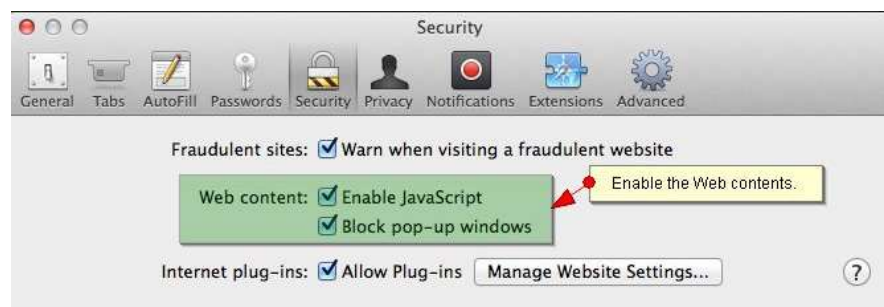 Security
General Tabs AutoFill Passwords Security Privacy Notifications Extensions Advanced
Fraudulent sites: Warn when visiting a fraudulent website
Web content: Enable JavaScript
Enable the Web contents.
Block pop-up windows
Internet plug-ins: Allow Plug-ins Manage Website Settings... ?